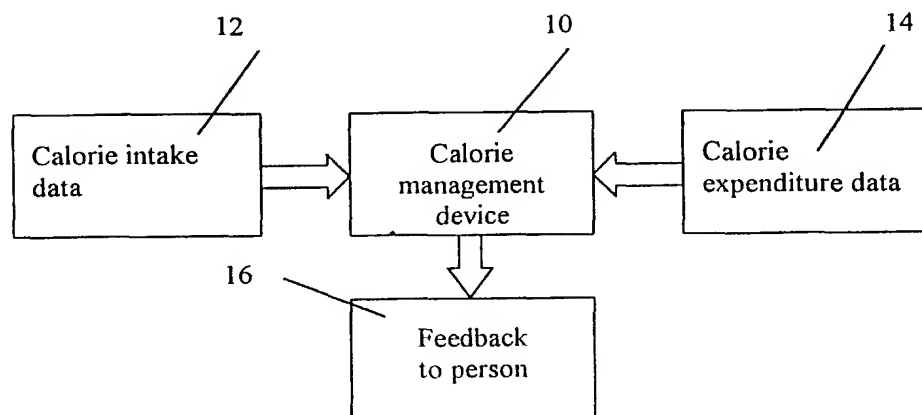 12
10
14
Calorie intake
data
Calorie
management
device
Calorie
expenditure data
16
Feedback
to person